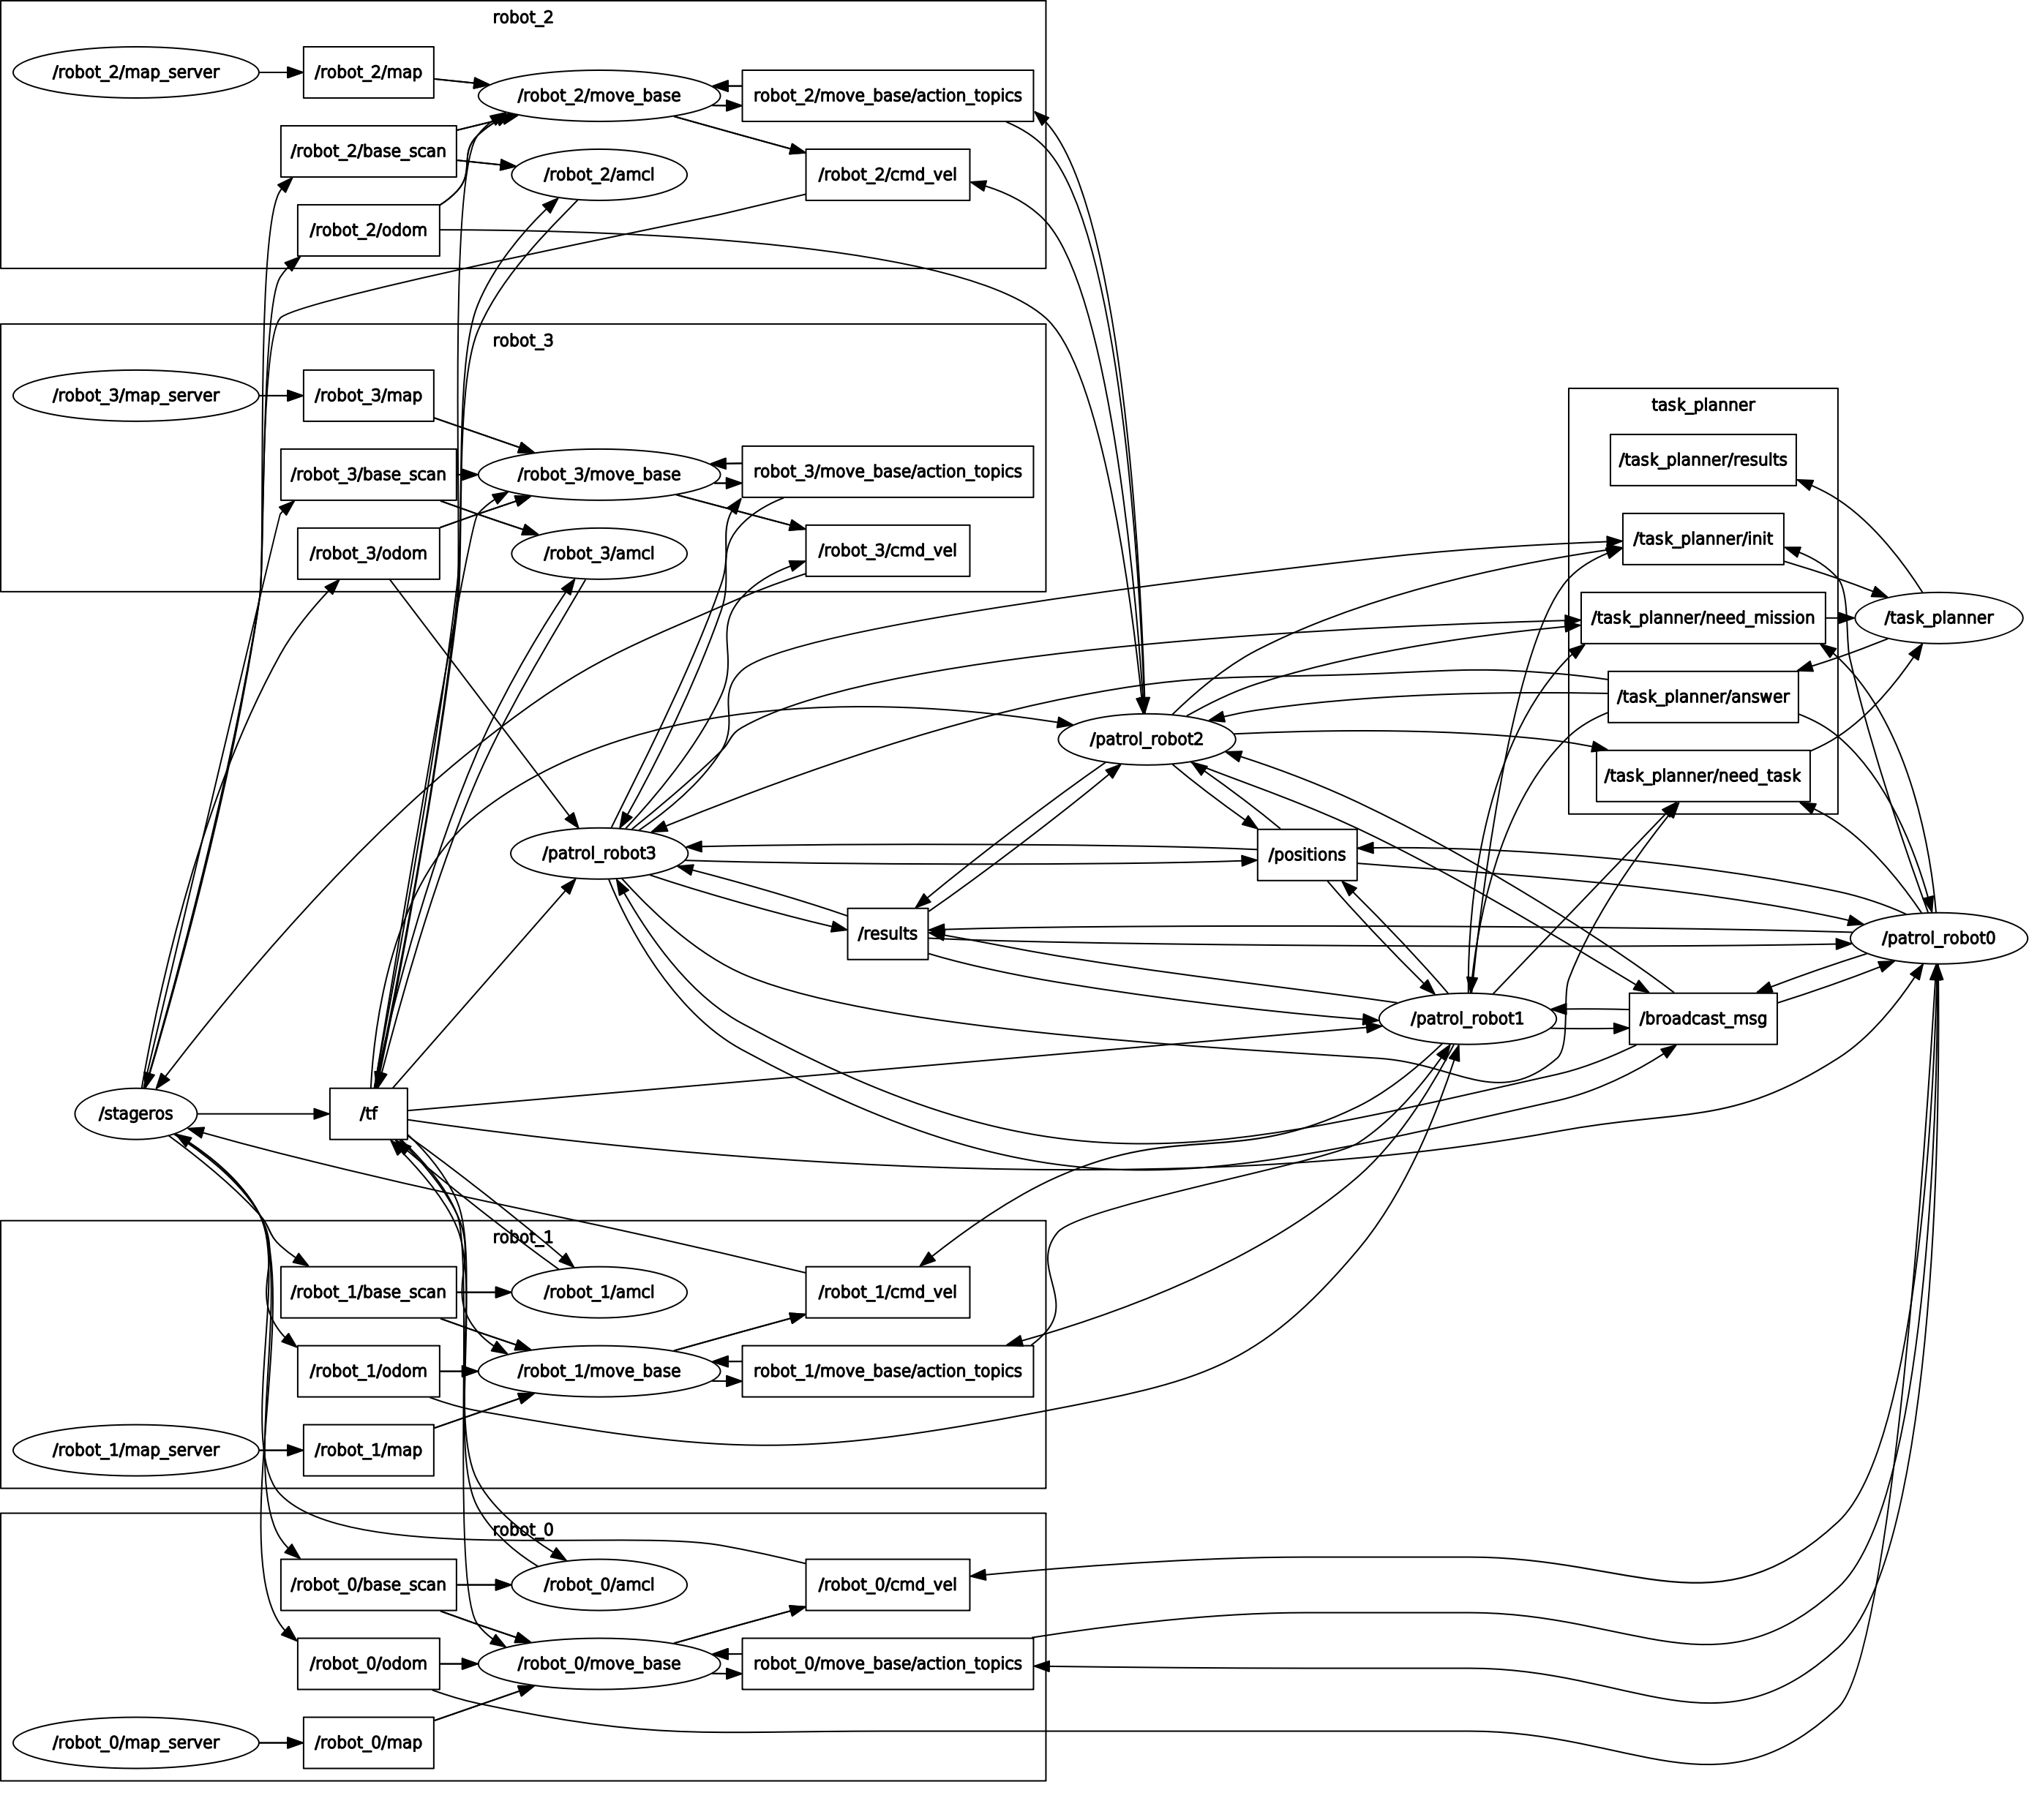 robot_2
/robot_2/map_server
/robot_2/map
/robot_2/move_base
robot_2/move_base/action_topics
/robot_2/base_scan
/robot_2/amcl
/robot_2/cmd_vel
/robot_2/odom
robot_3
/robot_3/map_server
/robot_3/map
/robot_3/base_scan
/robot_3/move_base
robot_3/move_base/action_topics
/robot_3/odom
/robot_3/amcl
/robot_3/cmd_vel
task_planner
/task_planner/results
/task_planner/init
/task_planner/need_mission
/task_planner
/task_planner/answer
/task_planner/need_task
/patrol_robot2
/patrol_robot3
/positions
/results
/patrol_robot0
/patrol_robot1
/broadcast_msg
/stageros
/tf
robot_1
/robot_1/base_scan
/robot_1/amcl
/robot_1/cmd_vel
/robot_1/odom
/robot_1/move_base
robot_1/move_base/action_topics
/robot_1/map_server
/robot_1/map
robot_0
/robot_0/base_scan
/robot_0/amcl
/robot_0/cmd_vel
/robot_0/odom
/robot_0/move_base
robot_0/move_base/action_topics
/robot_0/map_server
/robot_0/map